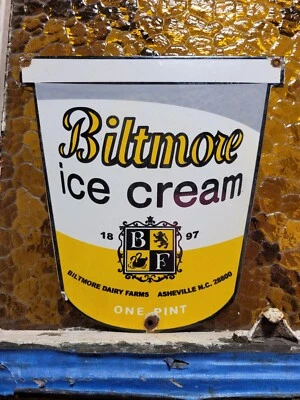 Biltmore
ice cream
18 97
B
F
BILTMORE DAIRY FARMS ASHEVILLE N.C. 28800
ONE PINT